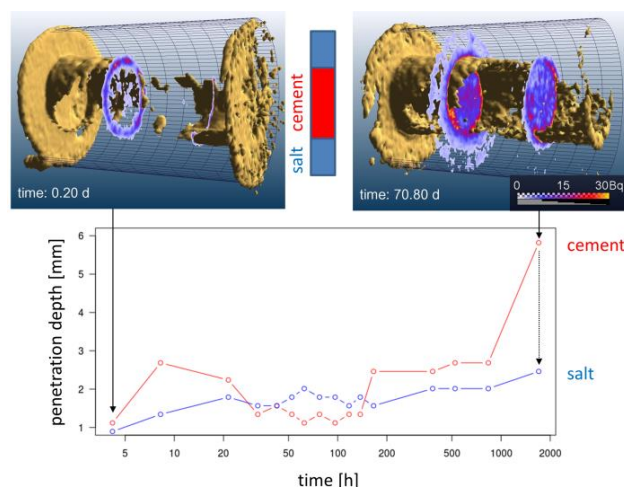 time: 0.20 d
salt cement
time: 70.80 d
0 15 30Bq
penetration depth [mm]
6
5
4
3
2
1
cement
salt
5 10 20 50 100 200 500 1000 2000
time [h]